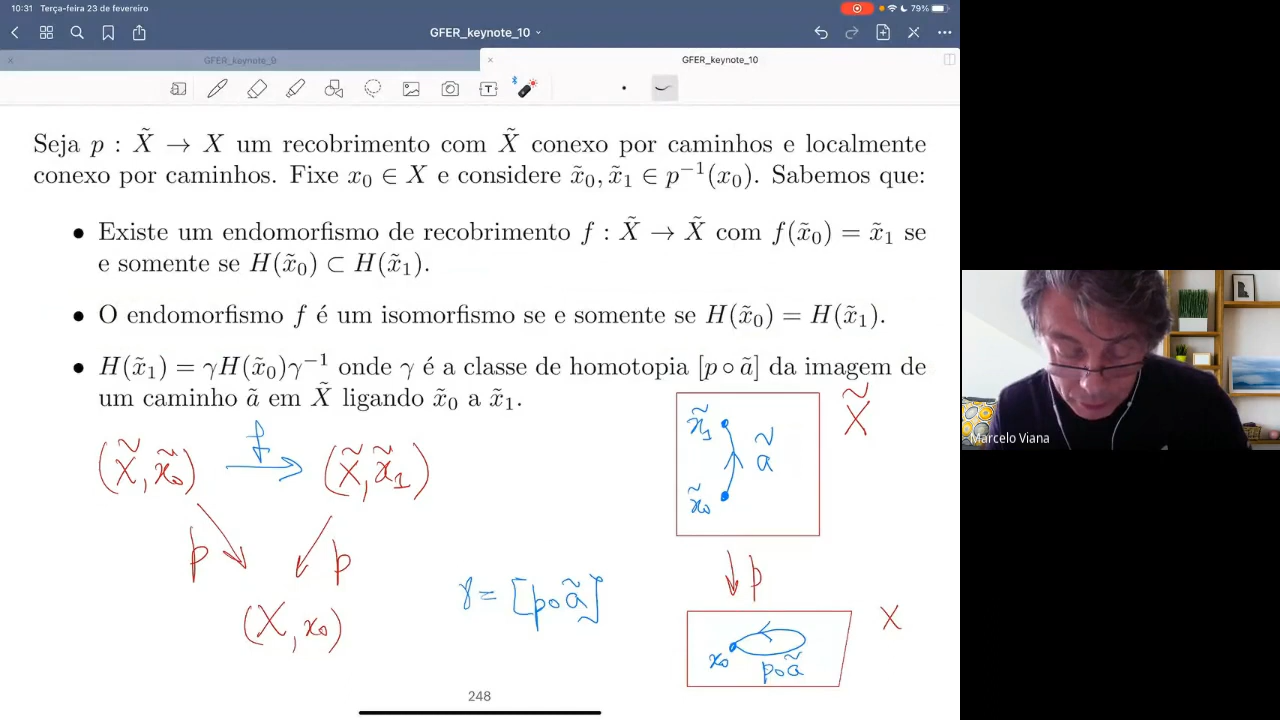 10:31 Terça-feira 23 de fevereiro 79%
GFER_keynote_10
GFER_keynote_9 GFER_keynote_10
Seja p : X̃ → X um recobrimento com X̃ conexo por caminhos e localmente
conexo por caminhos. Fixe x₀ ∈ X e considere x̃₀, x̃₁ ∈ p⁻¹(x₀). Sabemos que:
• Existe um endomorfismo de recobrimento f : X̃ → X̃ com f(x̃₀) = x̃₁ se
e somente se H(x̃₀) ⊂ H(x̃₁).
• O endomorfismo f é um isomorfismo se e somente se H(x̃₀) = H(x̃₁).
• H(x̃₁) = γH(x̃₀)γ⁻¹ onde γ é a classe de homotopia [p ∘ ã] da imagem de
um caminho ã em X̃ ligando x̃₀ a x̃₁.
(X̃, x̃₀) f (X̃, x̃₁)
p p
(X, x₀)
γ = [p∘ã]
X̃
x̃₁
ã
x̃₀
p
X
x₀ p∘ã
248
Marcelo Viana